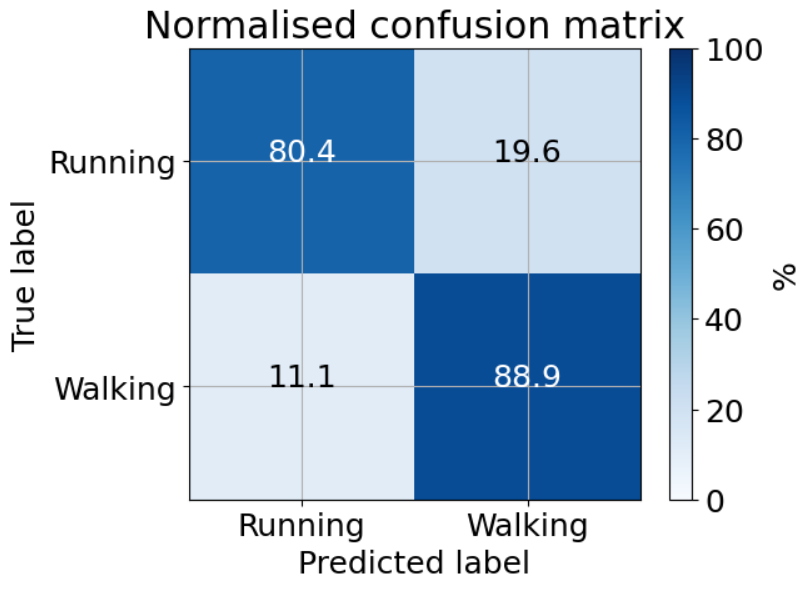 Normalised confusion matrix
True label
Running
80.4
19.6
Walking
11.1
88.9
Running
Walking
Predicted label
100
80
60
40
20
0
%